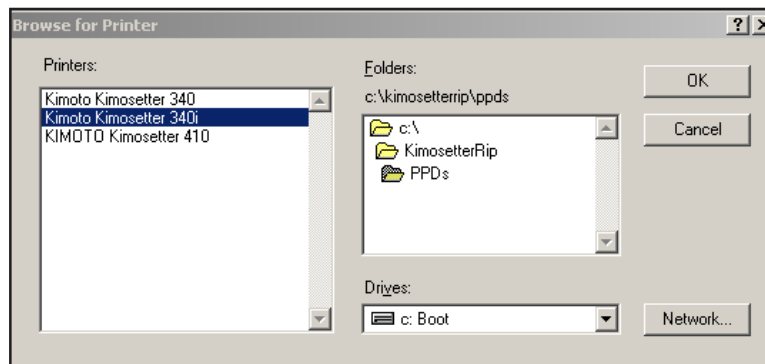 Browse for Printer
?
Printers:
Kimoto Kimosetter 340
Kimoto Kimosetter 340i
KIMOTO Kimosetter 410
Folders:
c:\kimosetterrip\ppds
c:\
KimosetterRip
PPDs
Drives:
c: Boot
OK
Cancel
Network...